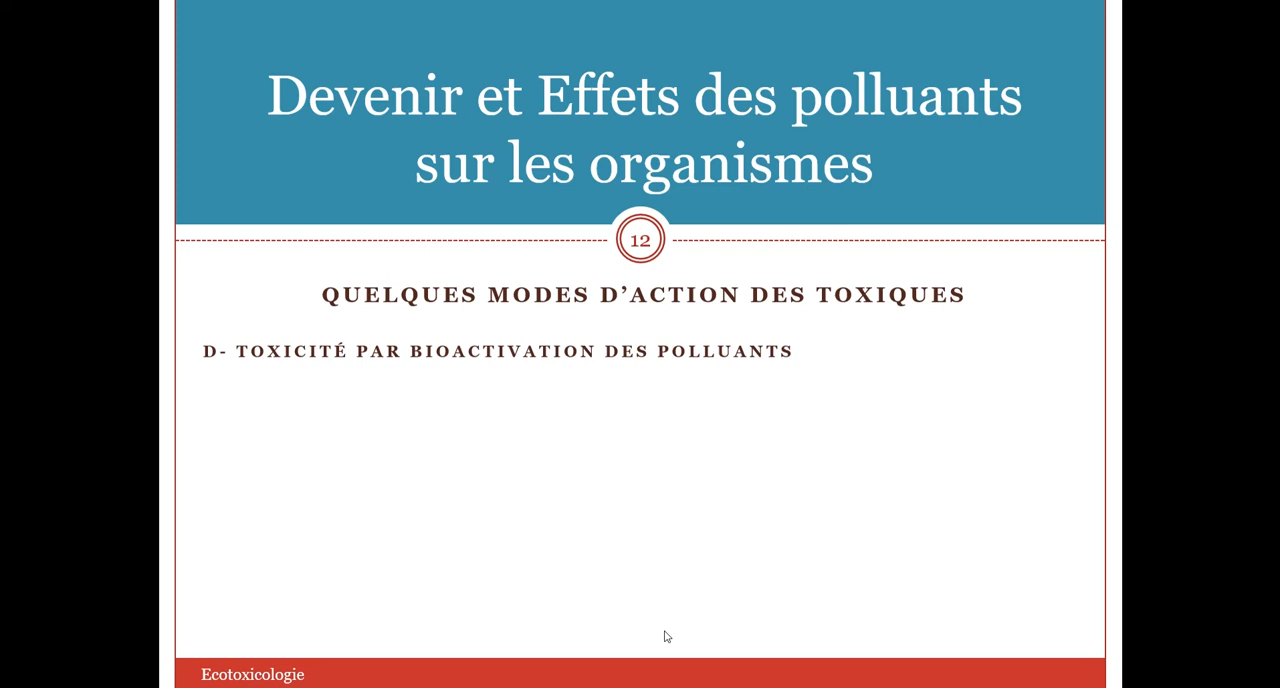 Devenir et Effets des polluants
sur les organismes
12
QUELQUES MODES D’ACTION DES TOXIQUES
D- TOXICITÉ PAR BIOACTIVATION DES POLLUANTS
Ecotoxicologie